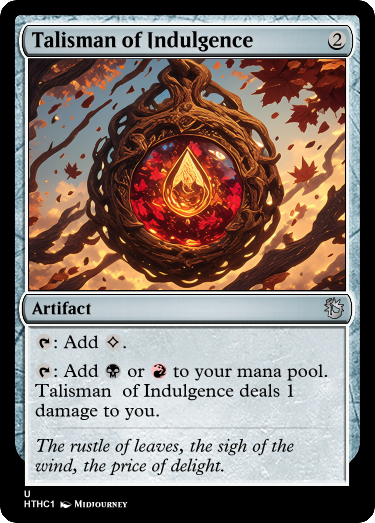 Talisman of Indulgence 2
Artifact
: Add .
: Add or to your mana pool.
Talisman of Indulgence deals 1
damage to you.
The rustle of leaves, the sigh of the
wind, the price of delight.
U
HTHC1 Midjourney